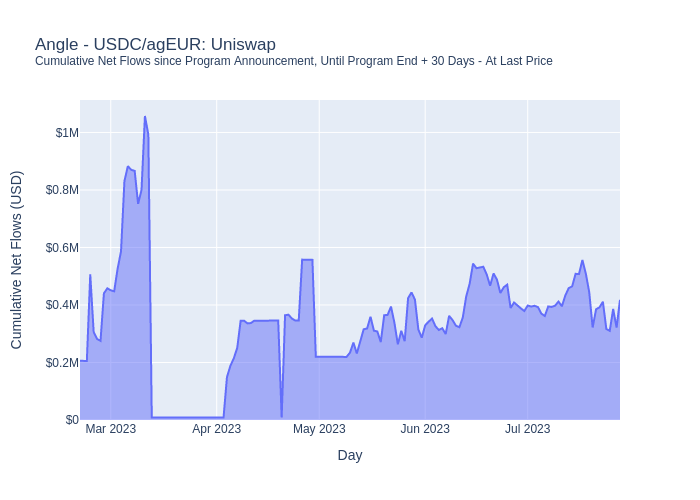 Angle - USDC/agEUR: Uniswap
Cumulative Net Flows since Program Announcement, Until Program End + 30 Days - At Last Price
Cumulative Net Flows (USD)
$1M
$0.8M
$0.6M
$0.4M
$0.2M
$0
Mar 2023 Apr 2023 May 2023 Jun 2023 Jul 2023
Day